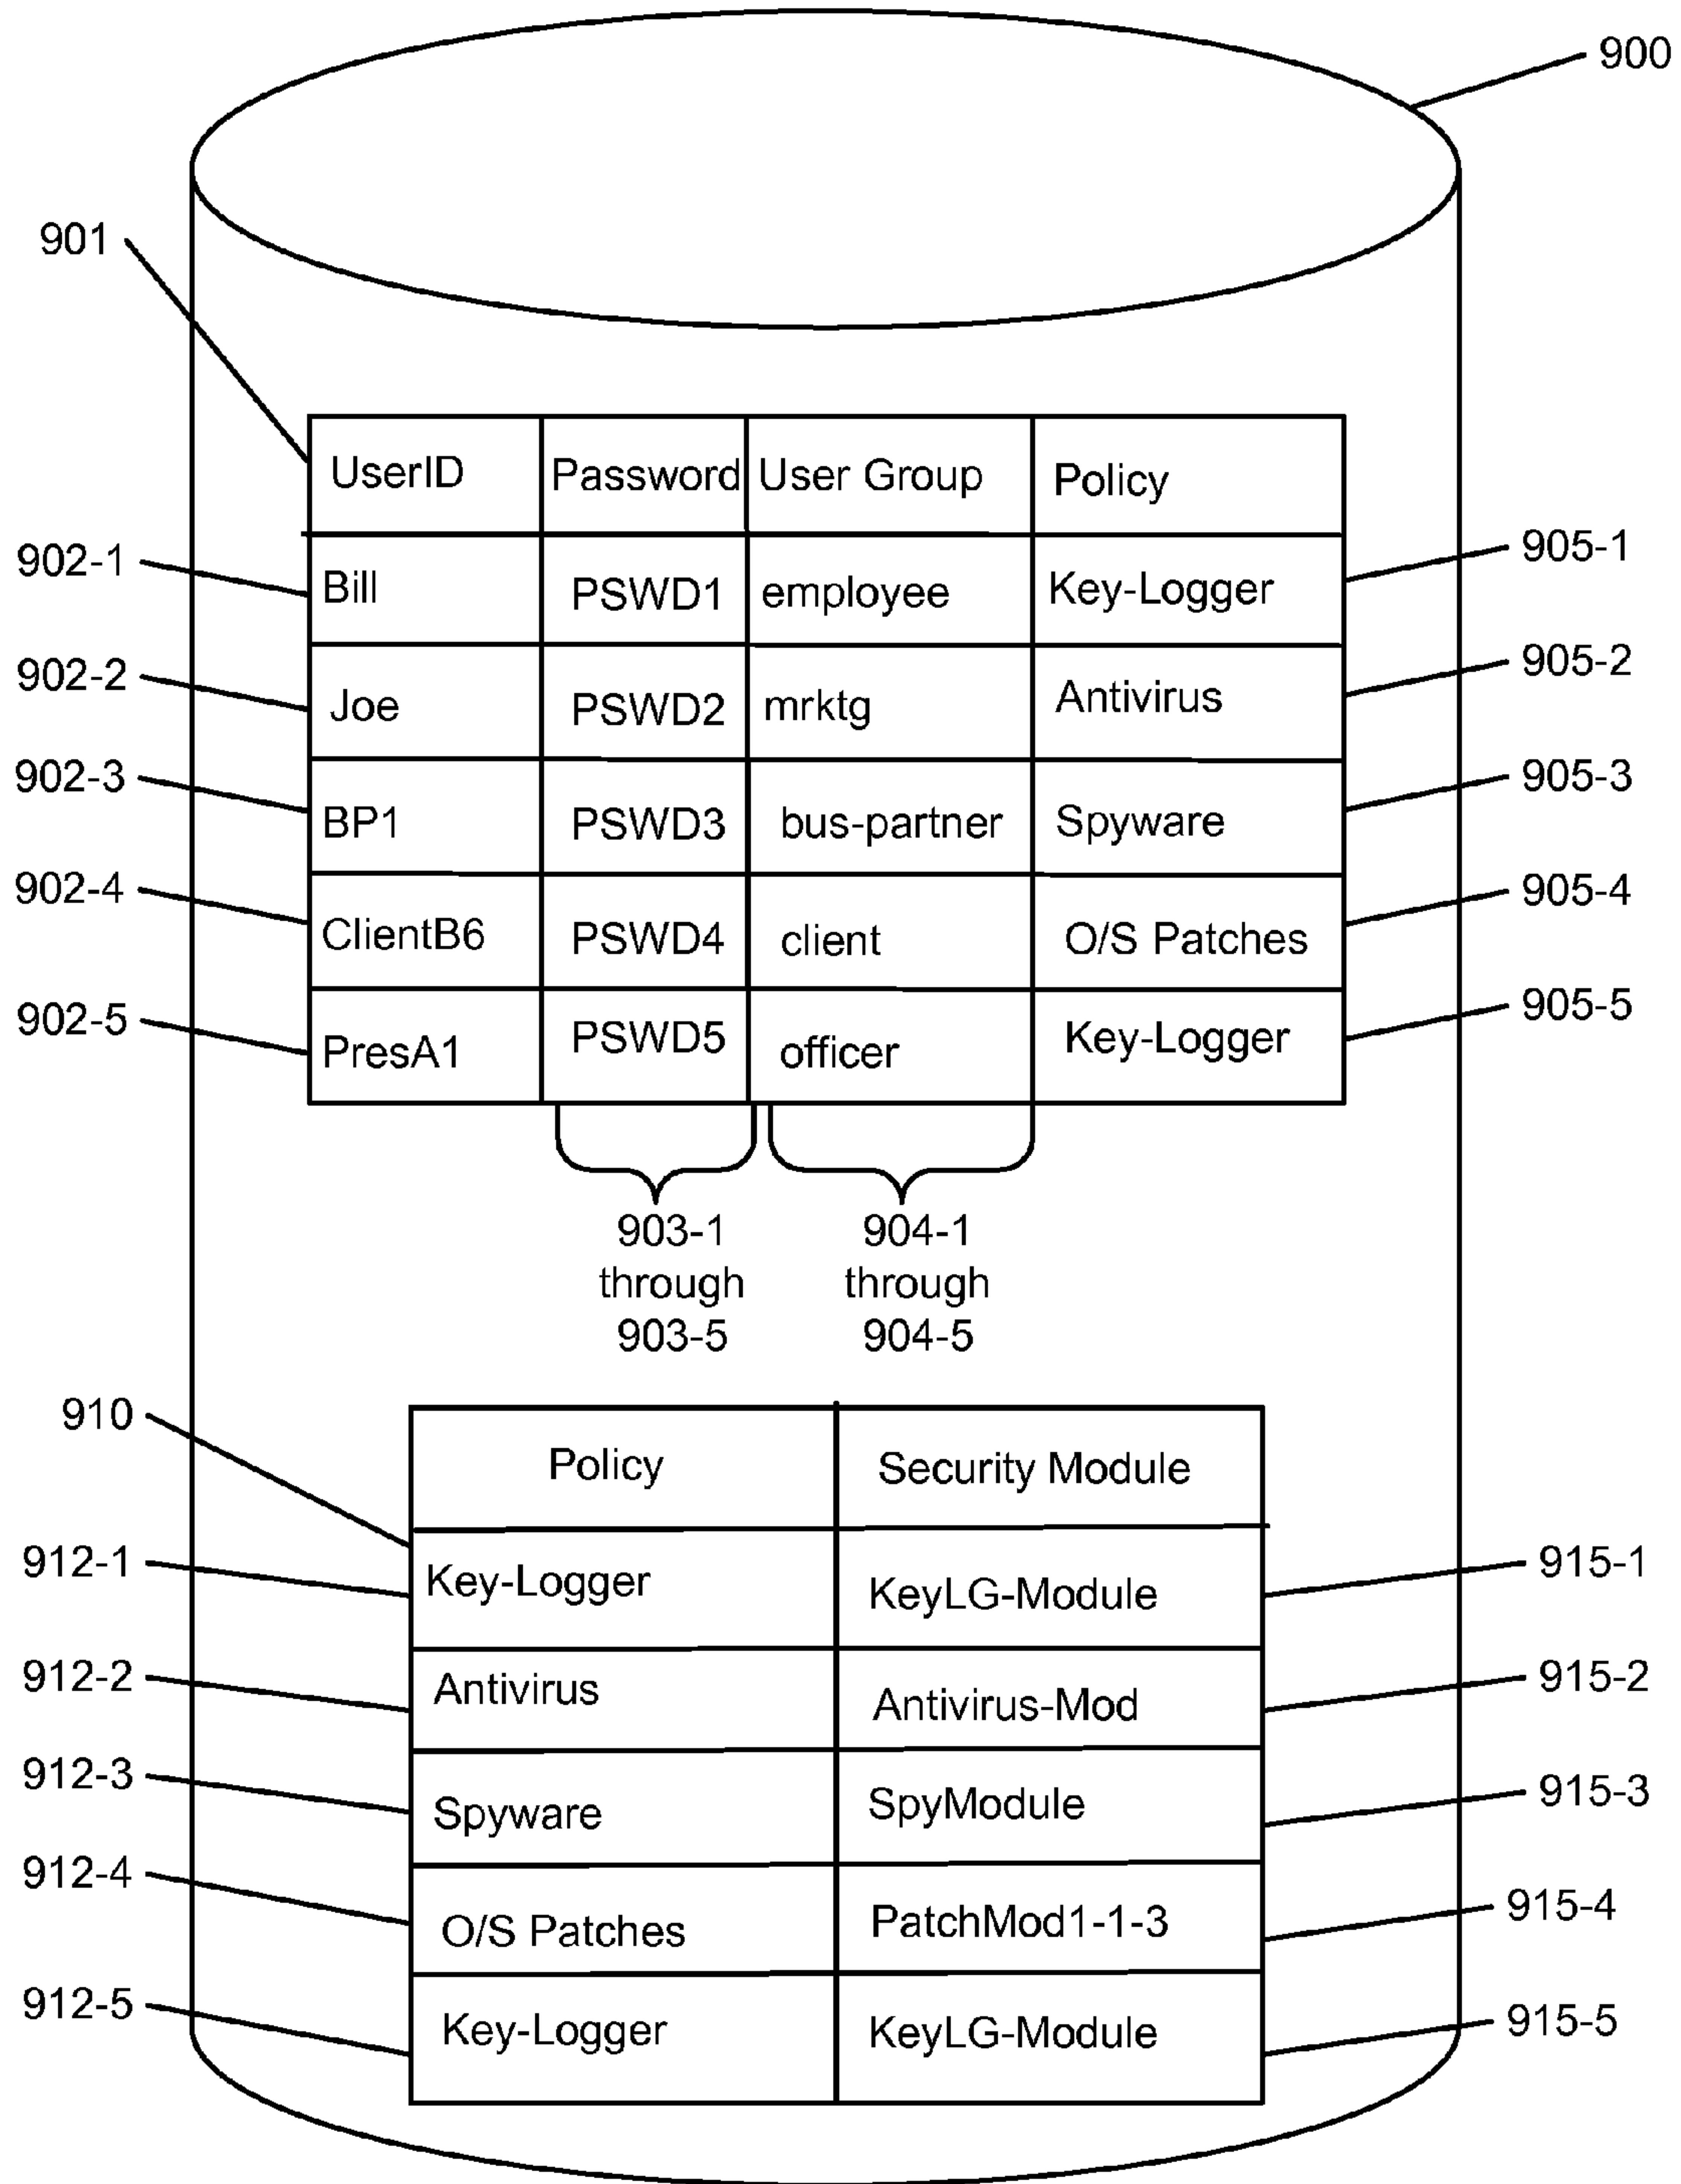 900
901
UserID Password User Group Policy
902-1 Bill PSWD1 employee Key-Logger 905-1
902-2 Joe PSWD2 mrktg Antivirus 905-2
902-3 BP1 PSWD3 bus-partner Spyware 905-3
902-4 ClientB6 PSWD4 client O/S Patches 905-4
902-5 PresA1 PSWD5 officer Key-Logger 905-5
903-1 904-1
through through
903-5 904-5
910
Policy Security Module
912-1 Key-Logger KeyLG-Module 915-1
912-2 Antivirus Antivirus-Mod 915-2
912-3 Spyware SpyModule 915-3
912-4 O/S Patches PatchMod1-1-3 915-4
912-5 Key-Logger KeyLG-Module 915-5